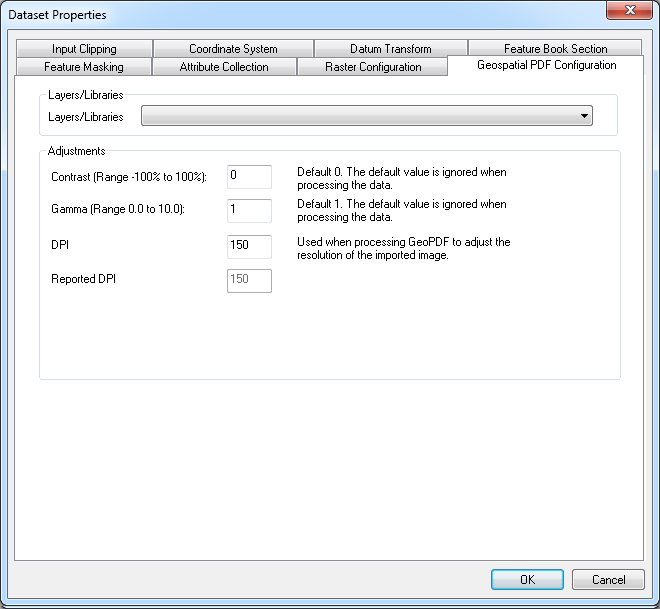 Dataset Properties
Input Clipping
Coordinate System
Datum Transform
Feature Book Section
Feature Masking
Attribute Collection
Raster Configuration
Geospatial PDF Configuration
Layers/Libraries
Layers/Libraries
Adjustments
Contrast (Range -100% to 100%):
0
Default 0. The default value is ignored when
processing the data.
Gamma (Range 0.0 to 10.0):
1
Default 1. The default value is ignored when
processing the data.
DPI
150
Used when processing GeoPDF to adjust the
resolution of the imported image.
Reported DPI
150
OK
Cancel